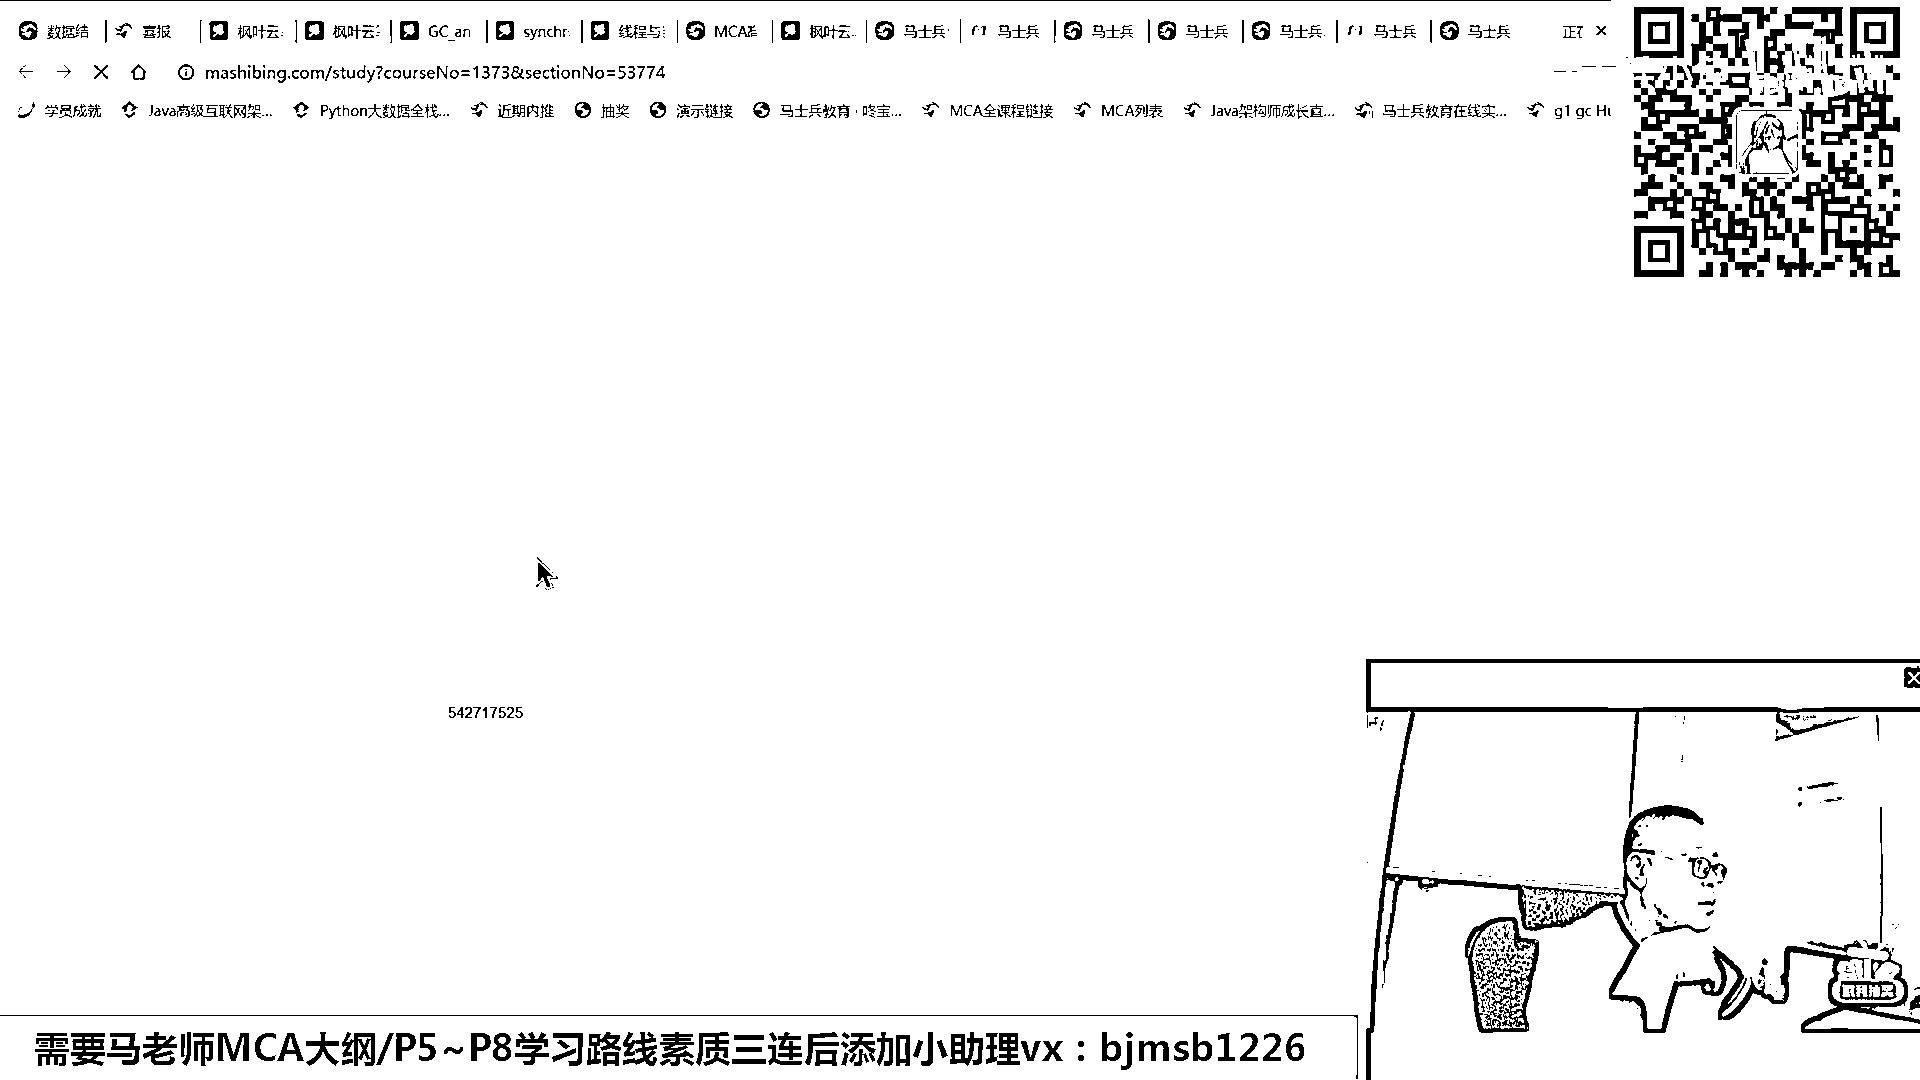 数据结 喜报 枫叶云 枫叶云 GC_an synchr 线程与 MCA 枫叶云.. 马士兵 马士兵 马士兵 马士兵 马士兵 马士兵 马士兵 正在
mashibing.com/study?courseNo=1373&sectionNo=53774
学员成就 Java高级互联网架... Python大数据全栈... 近期内推 抽奖 演示链接 马士兵教育 · 咚宝... MCA全课程链接 MCA列表 Java架构师成长直... 马士兵教育在线实... g1 gc Hu
542717525
需要马老师MCA大纲/P5~P8学习路线素质三连后添加小助理vx：bjmsb1226